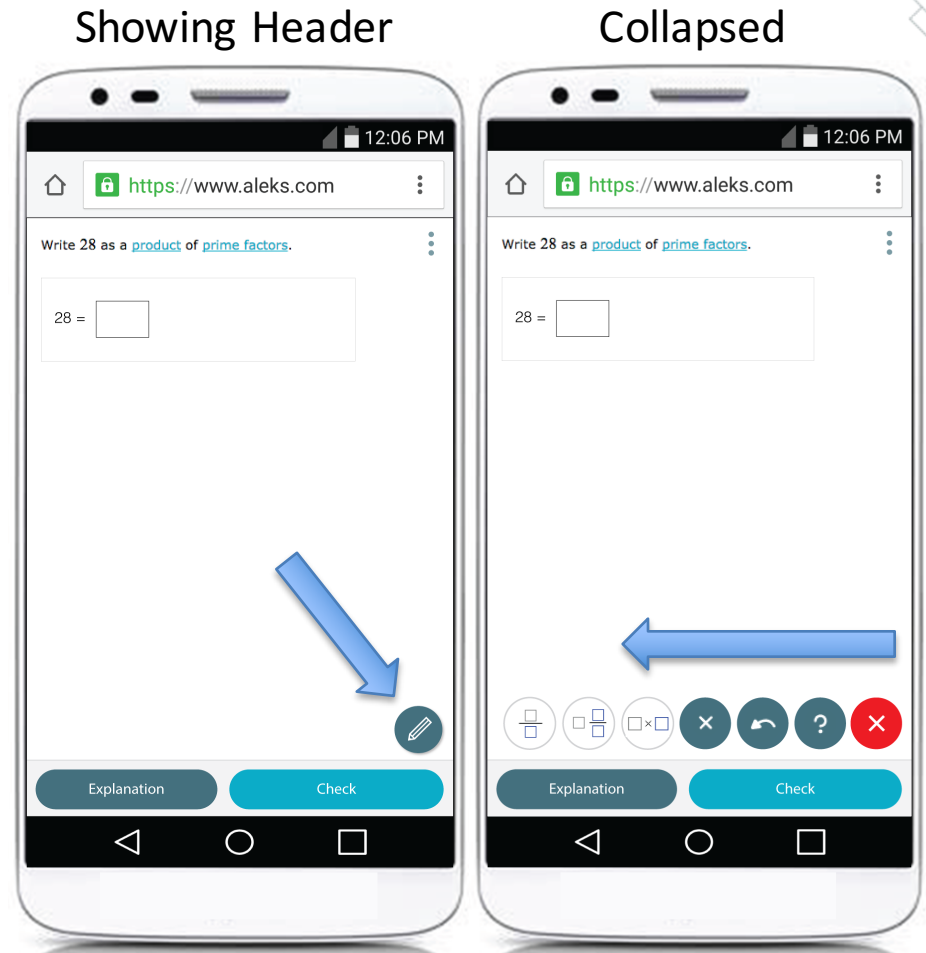 Showing Header
Collapsed
12:06 PM
https://www.aleks.com
Write 28 as a product of prime factors.
28 =
Explanation
Check
12:06 PM
https://www.aleks.com
Write 28 as a product of prime factors.
28 =
×
×
?
×
Explanation
Check